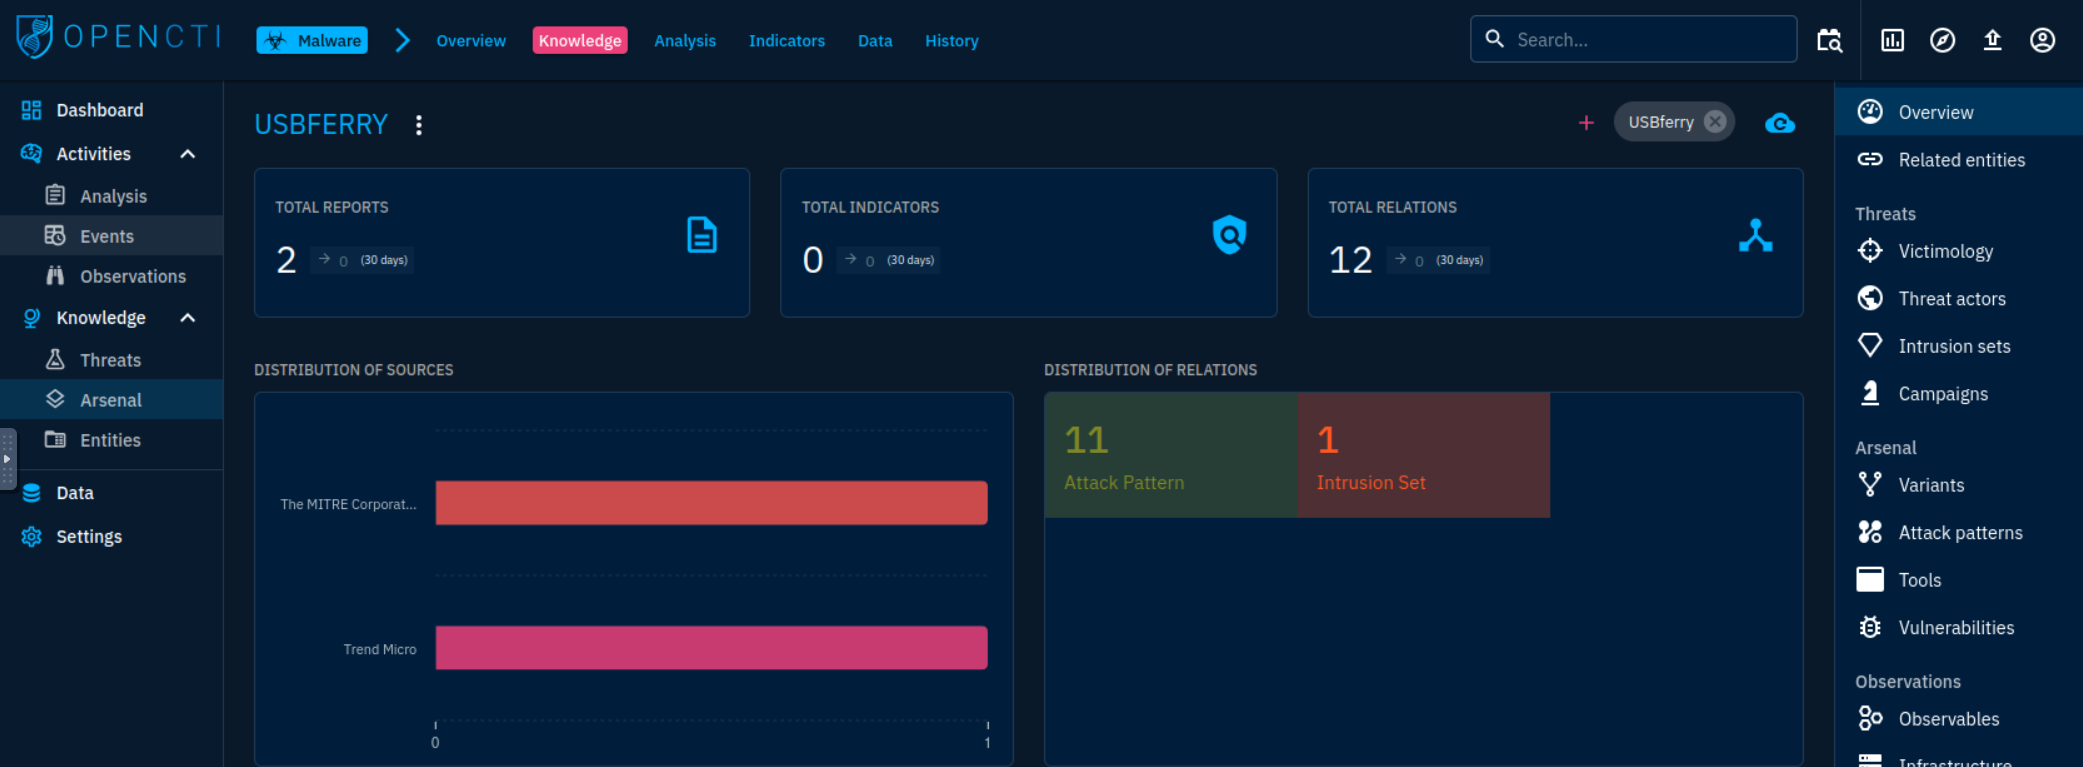 OPENCTI
Malware
Overview
Knowledge
Analysis
Indicators
Data
History
Search...
Dashboard
Activities
Analysis
Events
Observations
Knowledge
Threats
Arsenal
Entities
Data
Settings
USBFERRY
USBferry
TOTAL REPORTS
2
0 (30 days)
TOTAL INDICATORS
0
0 (30 days)
TOTAL RELATIONS
12
0 (30 days)
DISTRIBUTION OF SOURCES
The MITRE Corporat...
Trend Micro
0
1
DISTRIBUTION OF RELATIONS
11
Attack Pattern
1
Intrusion Set
Overview
Related entities
Threats
Victimology
Threat actors
Intrusion sets
Campaigns
Arsenal
Variants
Attack patterns
Tools
Vulnerabilities
Observations
Observables
Infrastructure